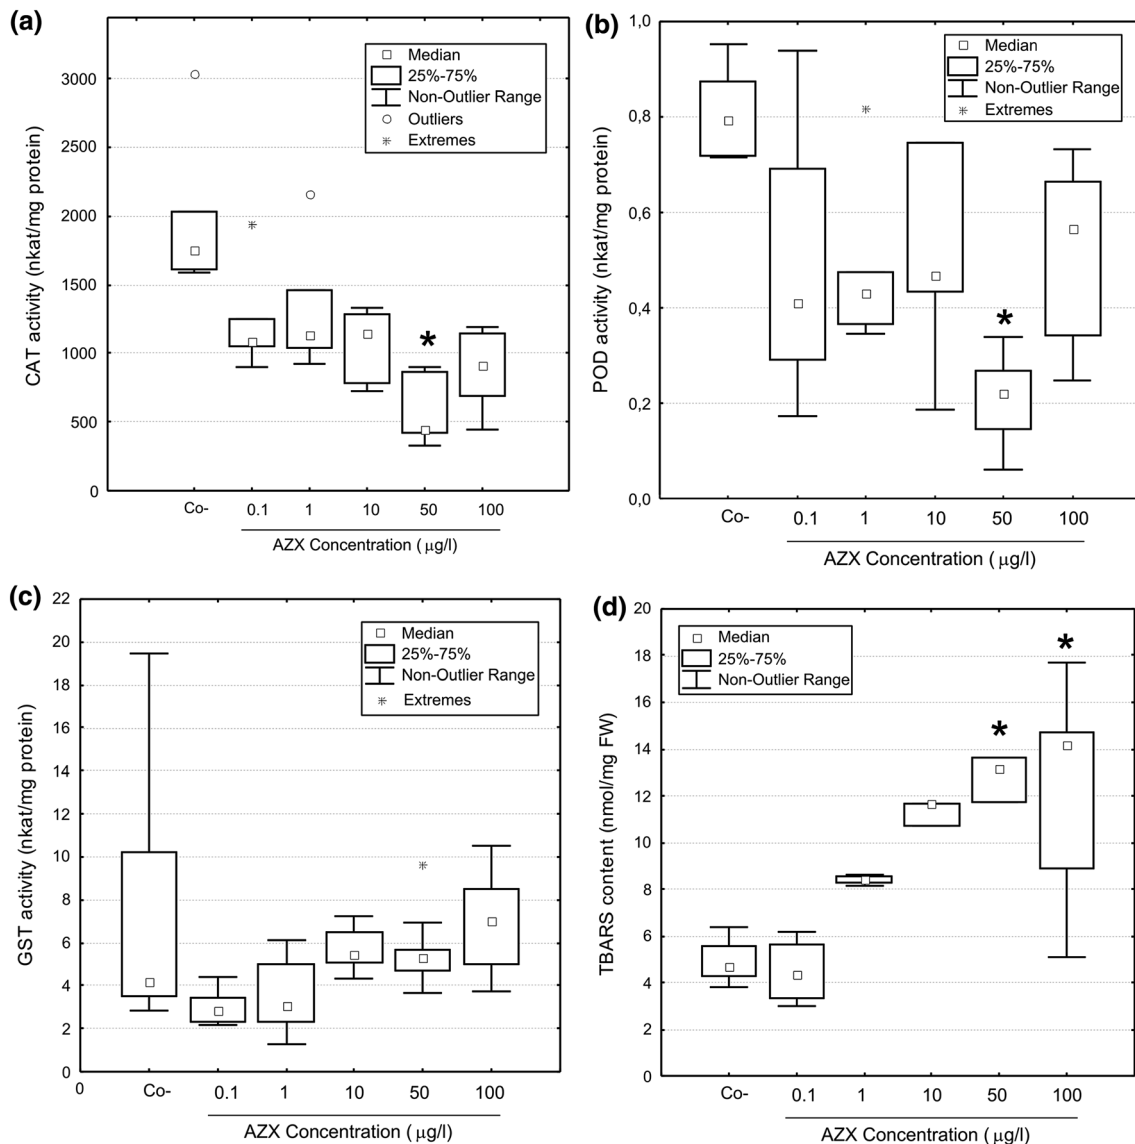 (a)
CAT activity (nkat/mg protein)
3000
2500
2000
1500
1000
500
0
Median
25%-75%
Non-Outlier Range
Outliers
Extremes
*
Co- 0.1 1 10 50 100
AZX Concentration ( µg/l)
(b)
POD activity (nkat/mg protein)
1,0
0,8
0,6
0,4
0,2
0,0
Median
25%-75%
Non-Outlier Range
Extremes
*
Co- 0.1 1 10 50 100
AZX Concentration ( µg/l)
(c)
GST activity (nkat/mg protein)
22
20
18
16
14
12
10
8
6
4
2
0
Median
25%-75%
Non-Outlier Range
Extremes
0 Co- 0.1 1 10 50 100
AZX Concentration ( µg/l)
(d)
TBARS content (nmol/mg FW)
20
18
16
14
12
10
8
6
4
2
0
Median
25%-75%
Non-Outlier Range
*
*
Co- 0.1 1 10 50 100
AZX Concentration ( µg/l)